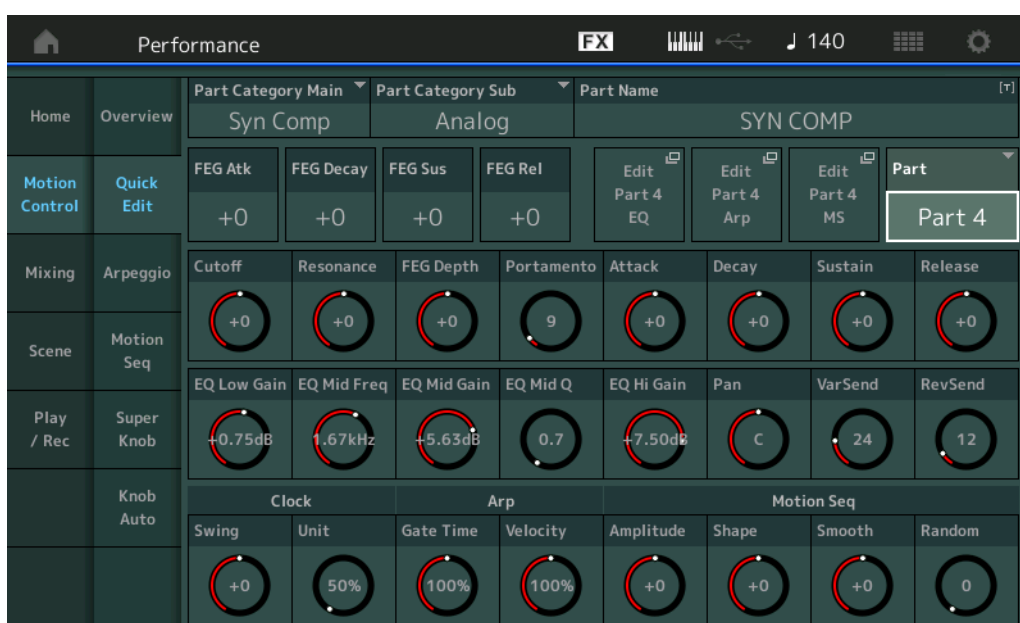 Performance FX 140
Home
Motion
Control
Mixing
Scene
Play
/ Rec
Overview
Quick
Edit
Arpeggio
Motion
Seq
Super
Knob
Knob
Auto
Part Category Main Part Category Sub Part Name [T]
Syn Comp Analog SYN COMP
FEG Atk FEG Decay FEG Sus FEG Rel
+0 +0 +0 +0
Edit
Part 4
EQ
Edit
Part 4
Arp
Edit
Part 4
MS
Part
Part 4
Cutoff Resonance FEG Depth Portamento Attack Decay Sustain Release
+0 +0 +0 9 +0 +0 +0 +0
EQ Low Gain EQ Mid Freq EQ Mid Gain EQ Mid Q EQ Hi Gain Pan VarSend RevSend
+0.75dB 1.67kHz +5.63dB 0.7 +7.50dB C 24 12
Clock Arp Motion Seq
Swing Unit Gate Time Velocity Amplitude Shape Smooth Random
+0 50% 100% 100% +0 +0 +0 0